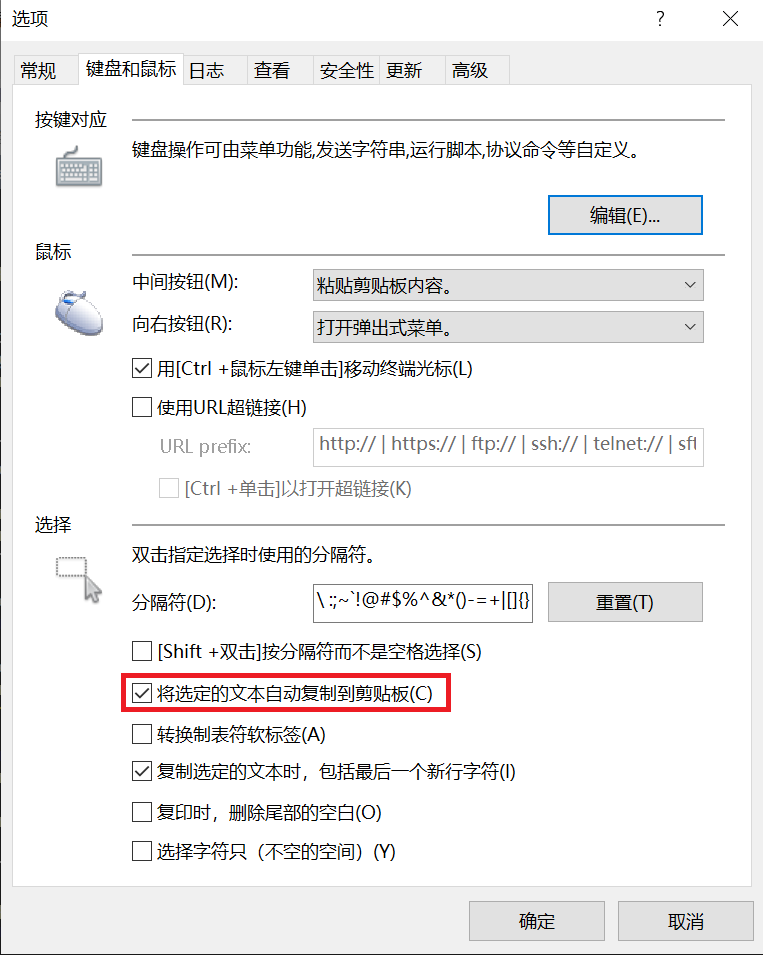 选项
常规 键盘和鼠标 日志 查看 安全性 更新 高级
按键对应
键盘操作可由菜单功能,发送字符串,运行脚本,协议命令等自定义。
编辑(E)...
鼠标
中间按钮(M): 粘贴剪贴板内容。
向右按钮(R): 打开弹出式菜单。
用[Ctrl +鼠标左键单击]移动终端光标(L)
使用URL超链接(H)
URL prefix: http:// | https:// | ftp:// | ssh:// | telnet:// | sft
[Ctrl +单击]以打开超链接(K)
选择
双击指定选择时使用的分隔符。
分隔符(D): \ :;~`!@#$%^&*()-=+|[]{} 重置(T)
[Shift +双击]按分隔符而不是空格选择(S)
将选定的文本自动复制到剪贴板(C)
转换制表符软标签(A)
复制选定的文本时，包括最后一个新行字符(I)
复印时，删除尾部的空白(O)
选择字符只（不空的空间）(Y)
确定 取消